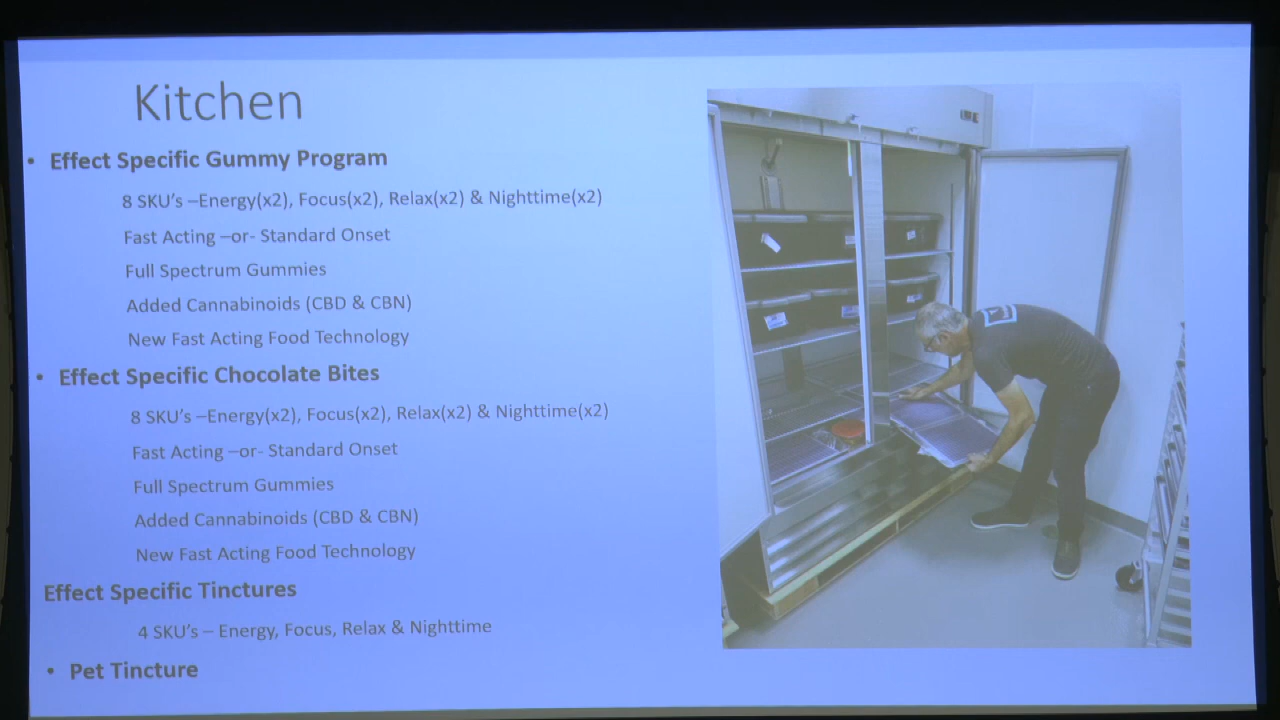 Kitchen
• Effect Specific Gummy Program
8 SKU's –Energy(x2), Focus(x2), Relax(x2) & Nighttime(x2)
Fast Acting –or- Standard Onset
Full Spectrum Gummies
Added Cannabinoids (CBD & CBN)
New Fast Acting Food Technology
• Effect Specific Chocolate Bites
8 SKU's –Energy(x2), Focus(x2), Relax(x2) & Nighttime(x2)
Fast Acting –or- Standard Onset
Full Spectrum Gummies
Added Cannabinoids (CBD & CBN)
New Fast Acting Food Technology
Effect Specific Tinctures
4 SKU's – Energy, Focus, Relax & Nighttime
• Pet Tincture